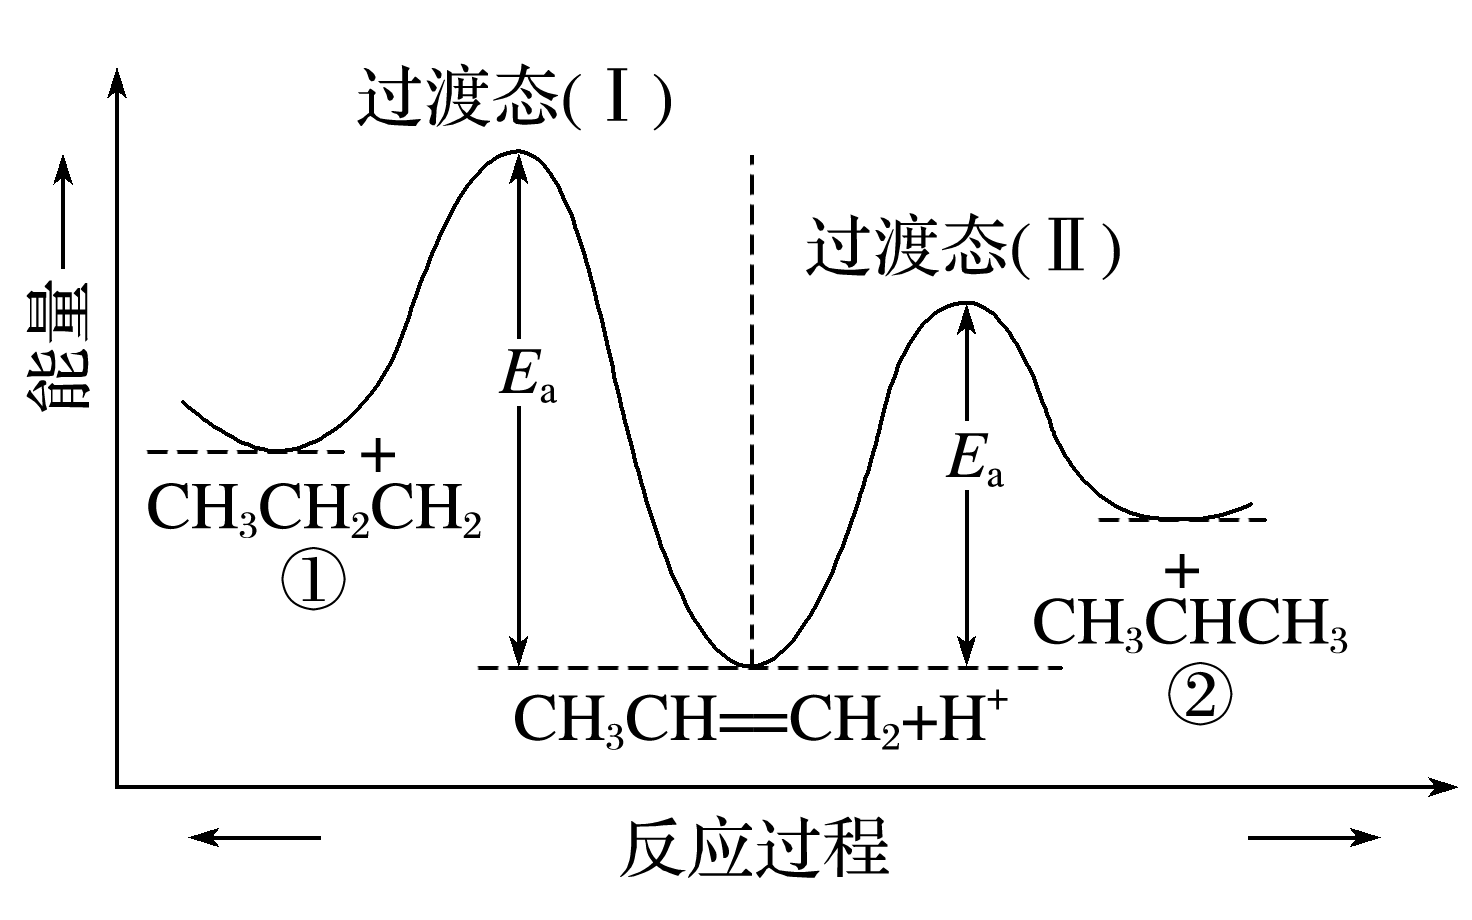 过渡态(Ⅰ)
过渡态(Ⅱ)
能量
Eₐ
Eₐ
+
CH₃CH₂CH₂
①
+
CH₃CHCH₃
②
CH₃CH══CH₂+H⁺
反应过程